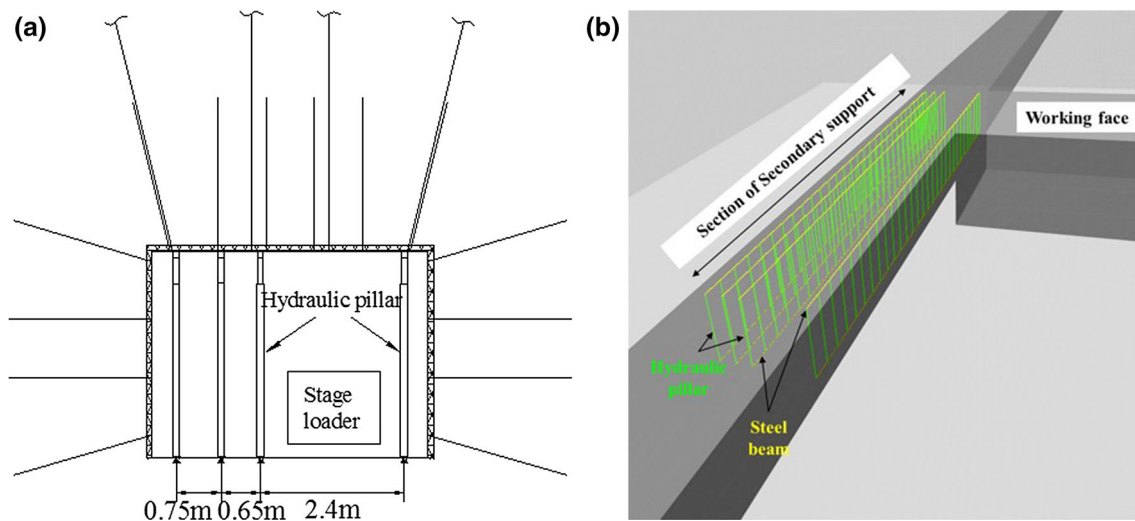 (a)
Hydraulic pillar
Stage
loader
0.75m
0.65m
2.4m
(b)
Section of Secondary support
Working face
Hydraulic
pillar
Steel
beam